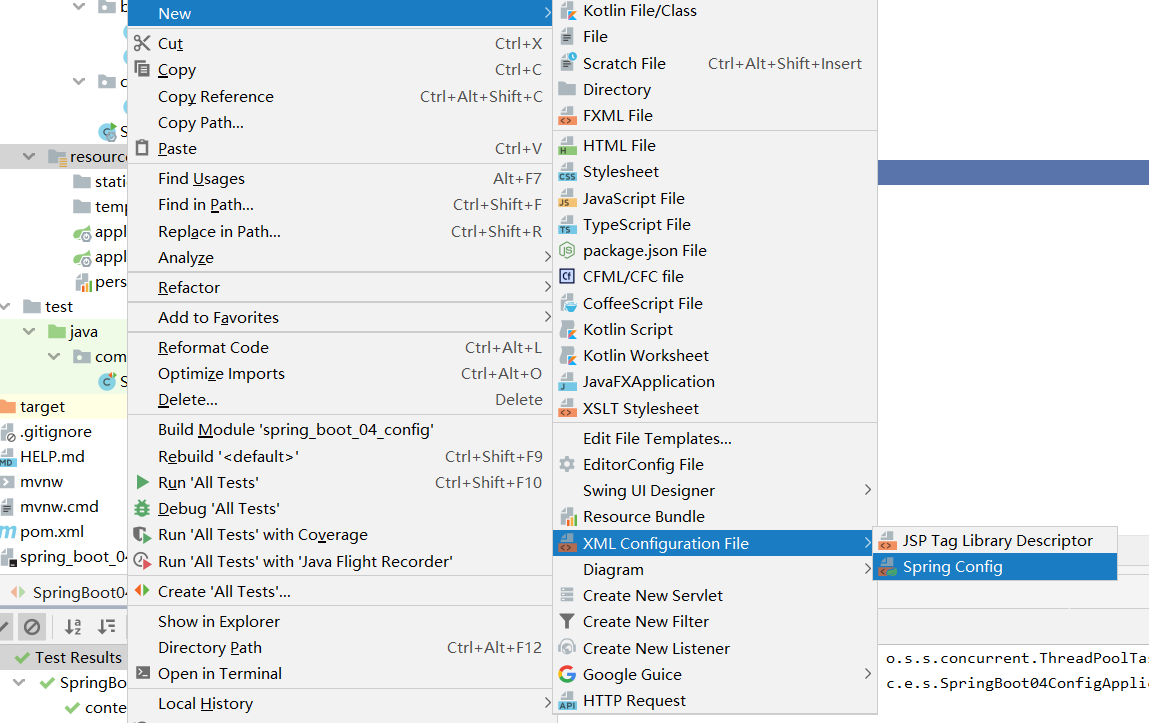 New
Cut Ctrl+X
Copy Ctrl+C
Copy Reference Ctrl+Alt+Shift+C
Copy Path...
Paste Ctrl+V
Find Usages Alt+F7
Find in Path... Ctrl+Shift+F
Replace in Path... Ctrl+Shift+R
Analyze
Refactor
Add to Favorites
Reformat Code Ctrl+Alt+L
Optimize Imports Ctrl+Alt+O
Delete... Delete
Build Module 'spring_boot_04_config'
Rebuild '<default>' Ctrl+Shift+F9
Run 'All Tests' Ctrl+Shift+F10
Debug 'All Tests'
Run 'All Tests' with Coverage
Run 'All Tests' with 'Java Flight Recorder'
Create 'All Tests'...
Show in Explorer
Directory Path Ctrl+Alt+F12
Open in Terminal
Local History
Kotlin File/Class
File
Scratch File Ctrl+Alt+Shift+Insert
Directory
FXML File
HTML File
Stylesheet
JavaScript File
TypeScript File
package.json File
CFML/CFC file
CoffeeScript File
Kotlin Script
Kotlin Worksheet
JavaFXApplication
XSLT Stylesheet
Edit File Templates...
EditorConfig File
Swing UI Designer
Resource Bundle
XML Configuration File
Diagram
Create New Servlet
Create New Filter
Create New Listener
Google Guice
HTTP Request
JSP Tag Library Descriptor
Spring Config
resourc
stati
temp
appl
appl
pers
test
java
com
S
target
.gitignore
HELP.md
mvnw
mvnw.cmd
pom.xml
spring_boot_04
SpringBoot04
Test Results
SpringBo
conte
o.s.s.concurrent.ThreadPoolTas
c.e.s.SpringBoot04ConfigApplic